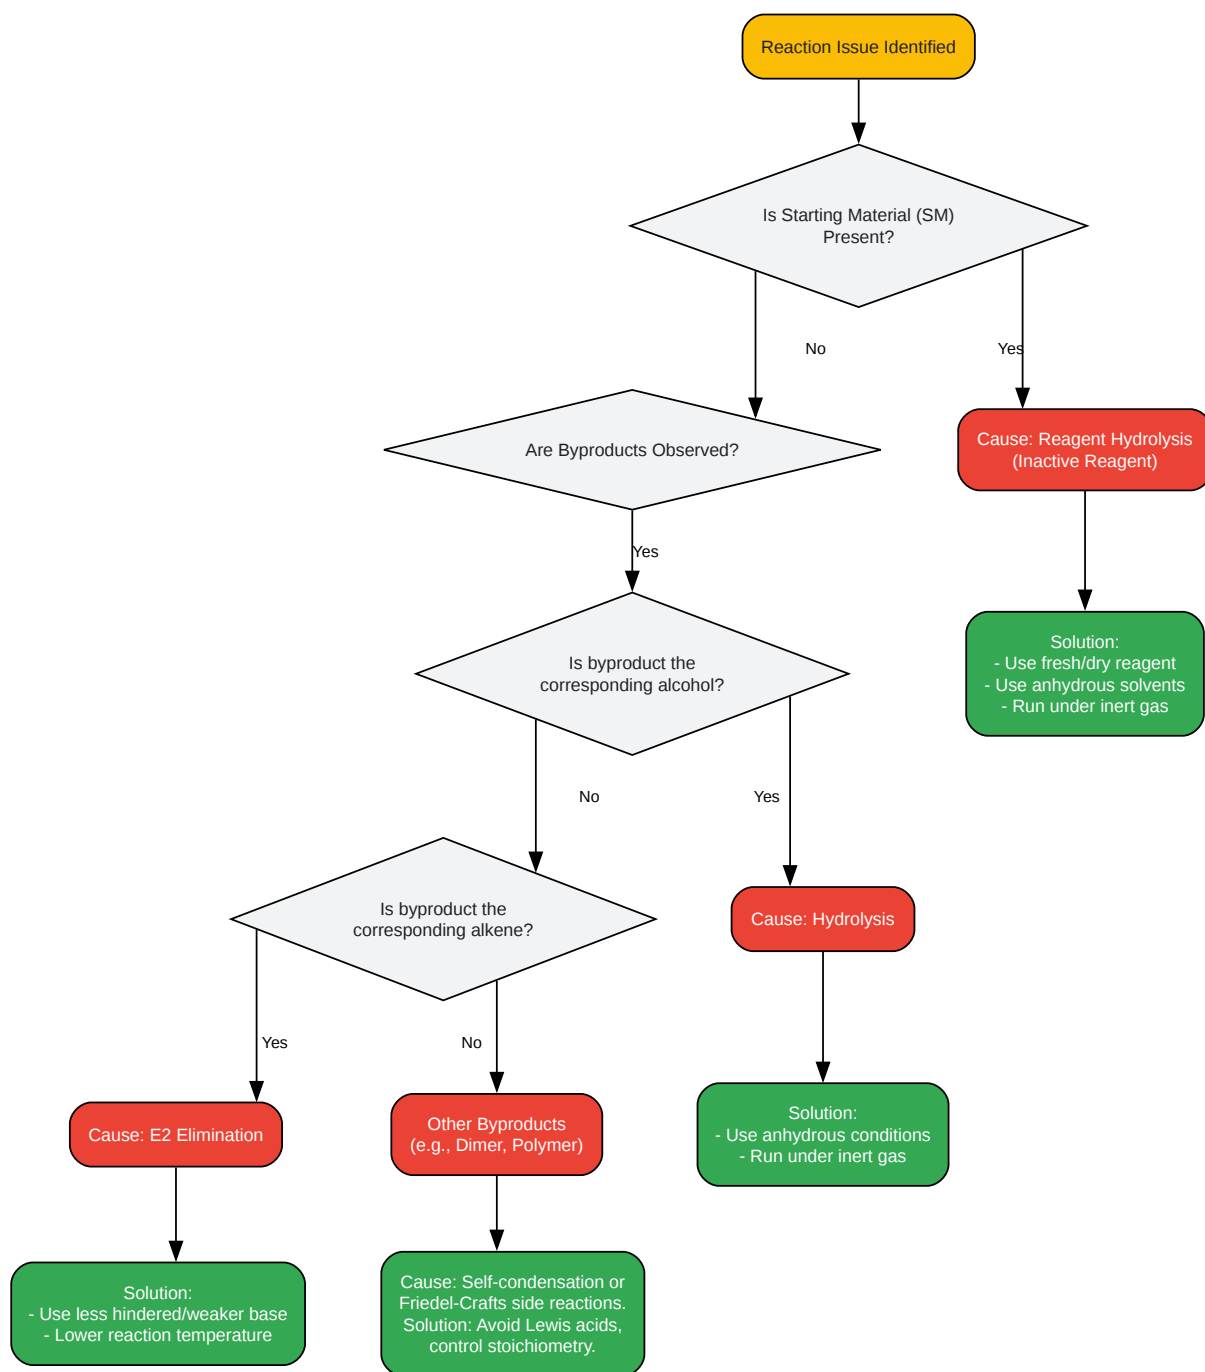 Reaction Issue Identified
Is Starting Material (SM)
Present?
No
Yes
Are Byproducts Observed?
Cause: Reagent Hydrolysis
(Inactive Reagent)
Yes
Solution:
- Use fresh/dry reagent
- Use anhydrous solvents
- Run under inert gas
Is byproduct the
corresponding alcohol?
No
Yes
Is byproduct the
corresponding alkene?
Cause: Hydrolysis
Yes
No
Cause: E2 Elimination
Other Byproducts
(e.g., Dimer, Polymer)
Solution:
- Use anhydrous conditions
- Run under inert gas
Solution:
- Use less hindered/weaker base
- Lower reaction temperature
Cause: Self-condensation or
Friedel-Crafts side reactions.
Solution: Avoid Lewis acids,
control stoichiometry.